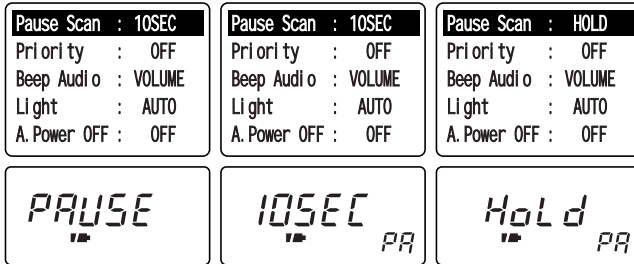 Pause Scan : 10SEC
Priority : OFF
Beep Audio : VOLUME
Light : AUTO
A.Power OFF : OFF
Pause Scan : 10SEC
Priority : OFF
Beep Audio : VOLUME
Light : AUTO
A.Power OFF : OFF
Pause Scan : HOLD
Priority : OFF
Beep Audio : VOLUME
Light : AUTO
A.Power OFF : OFF
PAUSE
10SEC
PA
HoLd
PA